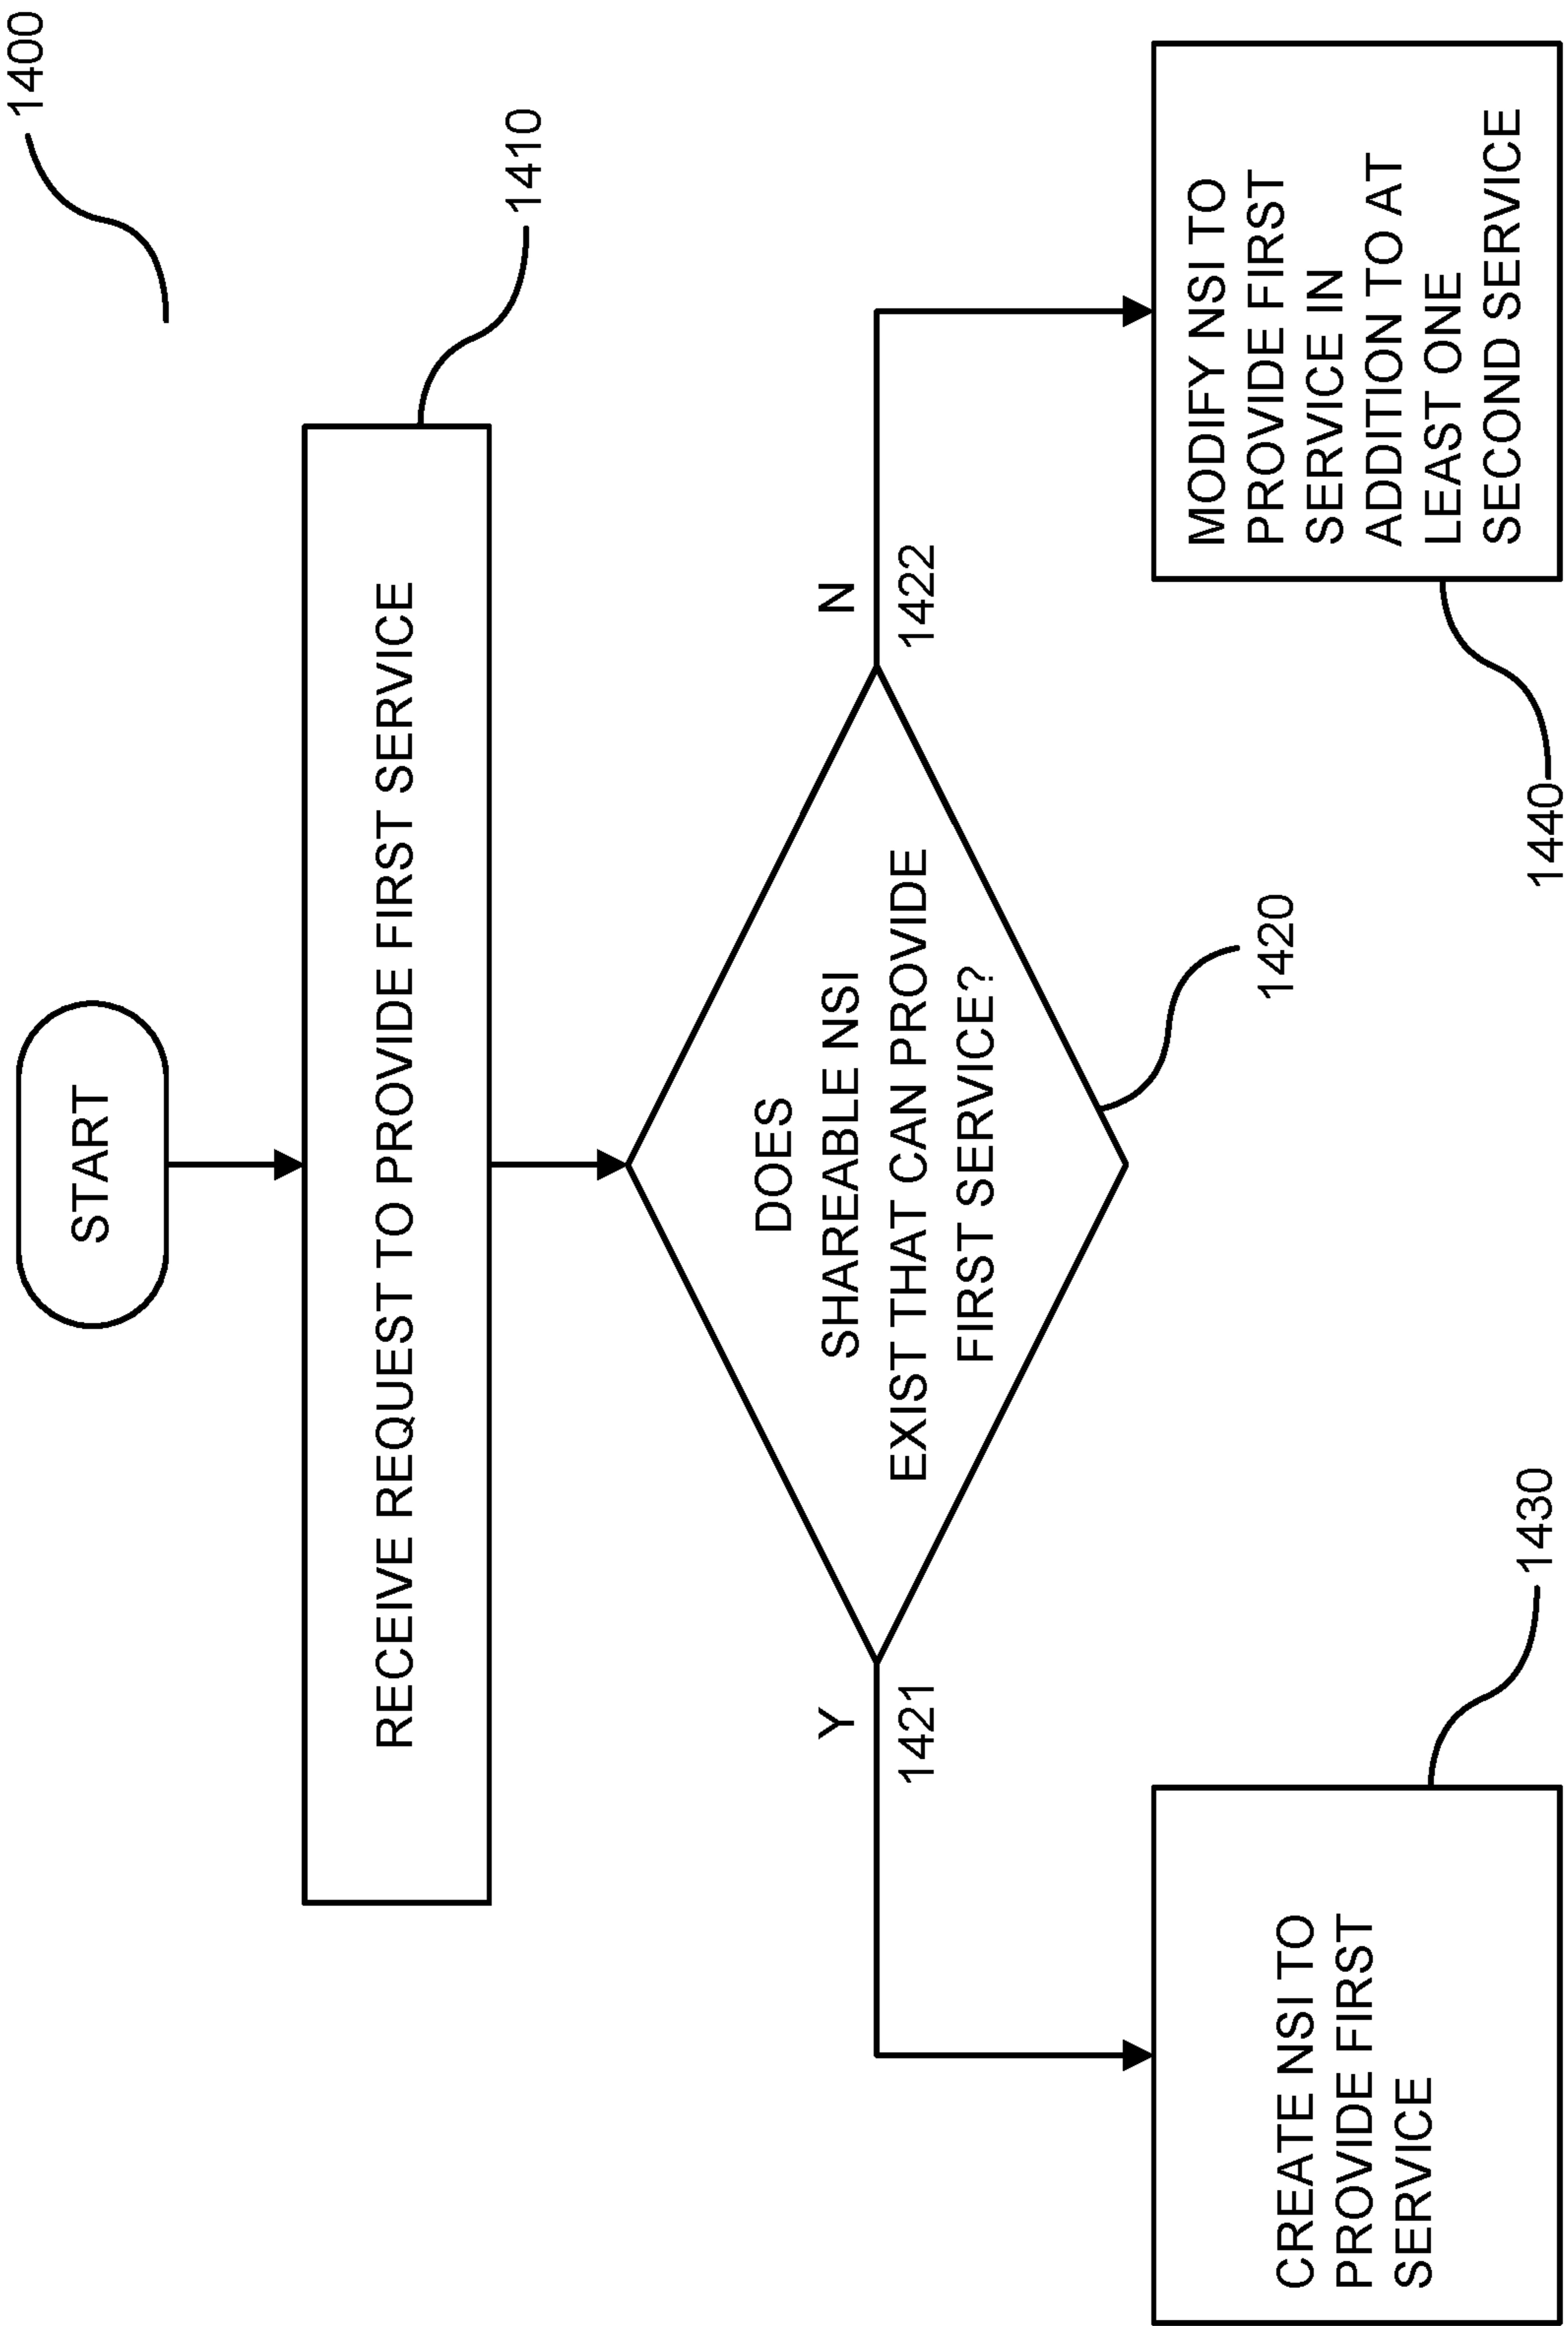 1400
START
RECEIVE REQUEST TO PROVIDE FIRST SERVICE
1410
DOES
SHAREABLE NSI
EXIST THAT CAN PROVIDE
FIRST SERVICE?
1420
Y
1421
N
1422
CREATE NSI TO
PROVIDE FIRST
SERVICE
1430
MODIFY NSI TO
PROVIDE FIRST
SERVICE IN
ADDITION TO AT
LEAST ONE
SECOND SERVICE
1440